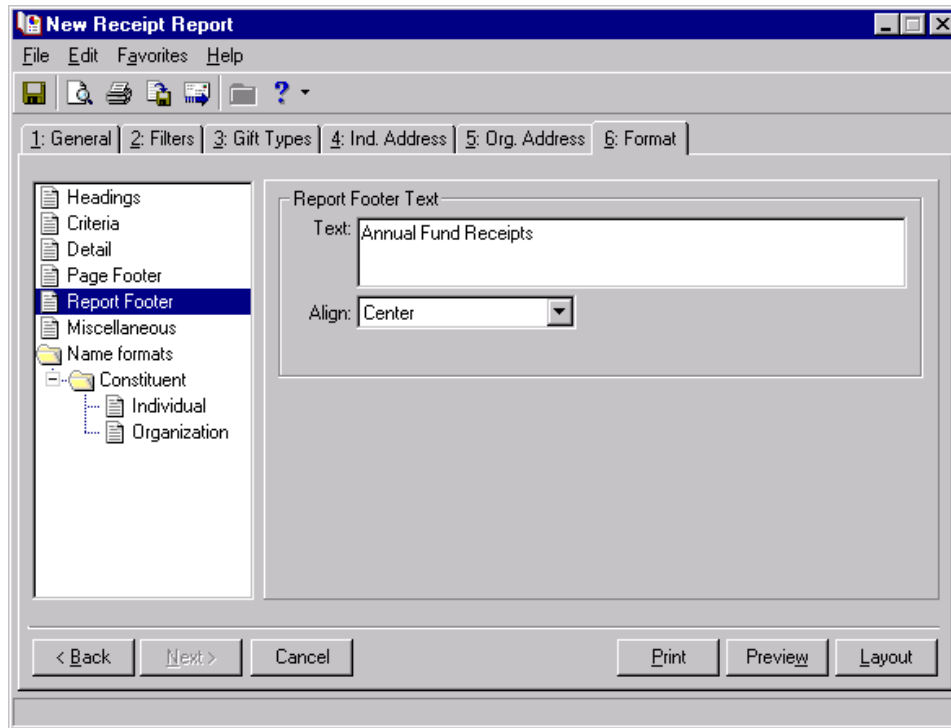 New Receipt Report
File Edit Favorites Help
?
1: General 2: Filters 3: Gift Types 4: Ind. Address 5: Org. Address 6: Format
Headings
Criteria
Detail
Page Footer
Report Footer
Miscellaneous
Name formats
Constituent
Individual
Organization
Report Footer Text
Text: Annual Fund Receipts
Align: Center
< Back Next > Cancel Print Preview Layout